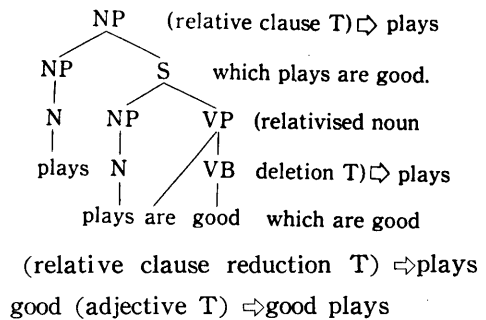 NP (relative clause T) ⇨ plays
NP S which plays are good.
N NP VP (relativised noun
plays N VB deletion T) ⇨ plays
plays are good which are good
(relative clause reduction T) ⇨plays
good (adjective T) ⇨good plays